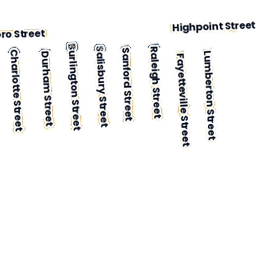 ro Street
Highpoint Street
Charlotte Street
Durham Street
Burlington Street
Salisbury Street
Sanford Street
Raleigh Street
Fayetteville Street
Lumberton Street